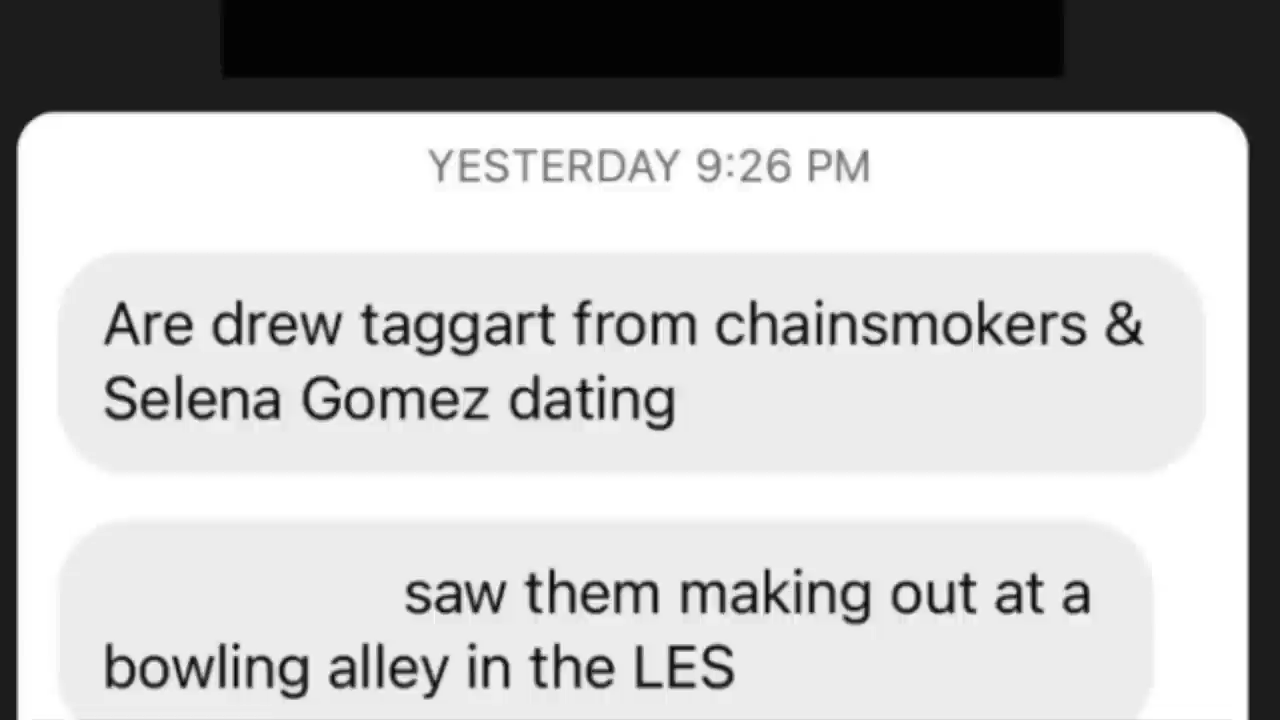 YESTERDAY 9:26 PM
Are drew taggart from chainsmokers &
Selena Gomez dating
saw them making out at a
bowling alley in the LES